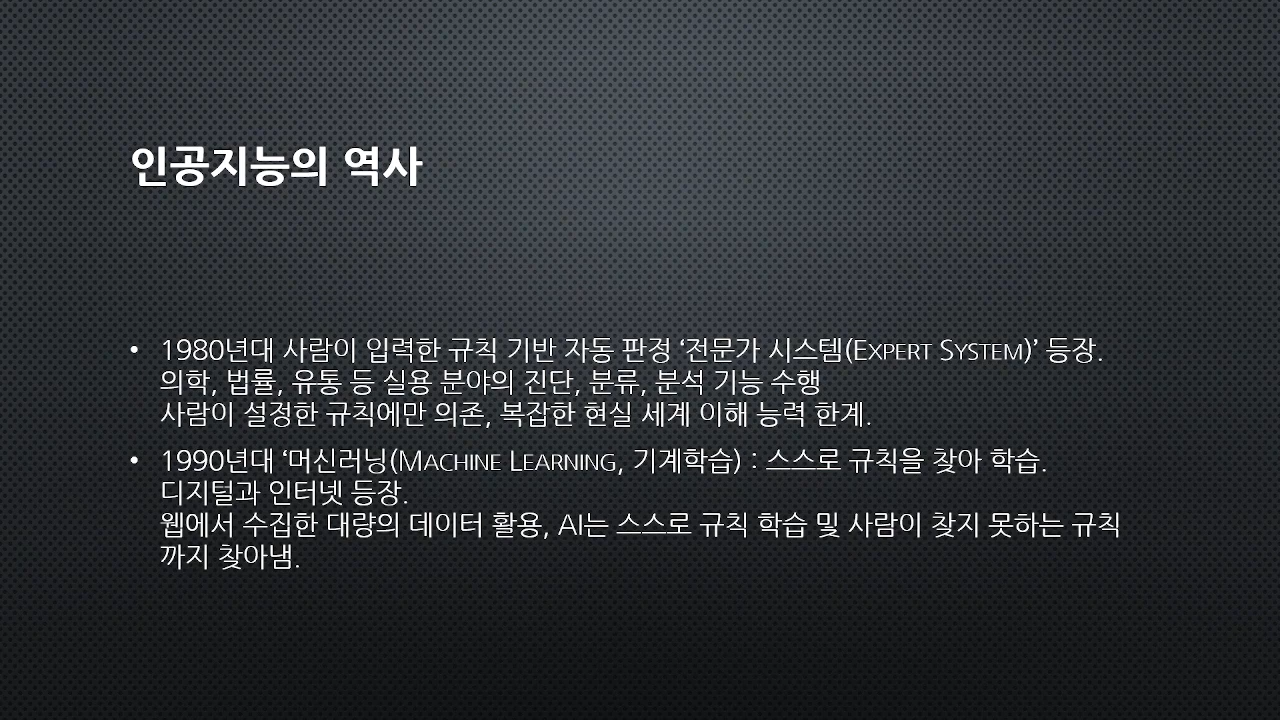 인공지능의 역사
• 1980년대 사람이 입력한 규칙 기반 자동 판정 ‘전문가 시스템(Expert System)’ 등장.
의학, 법률, 유통 등 실용 분야의 진단, 분류, 분석 기능 수행
사람이 설정한 규칙에만 의존, 복잡한 현실 세계 이해 능력 한계.
• 1990년대 ‘머신러닝(Machine Learning, 기계학습) : 스스로 규칙을 찾아 학습.
디지털과 인터넷 등장.
웹에서 수집한 대량의 데이터 활용, AI는 스스로 규칙 학습 및 사람이 찾지 못하는 규칙
까지 찾아냄.